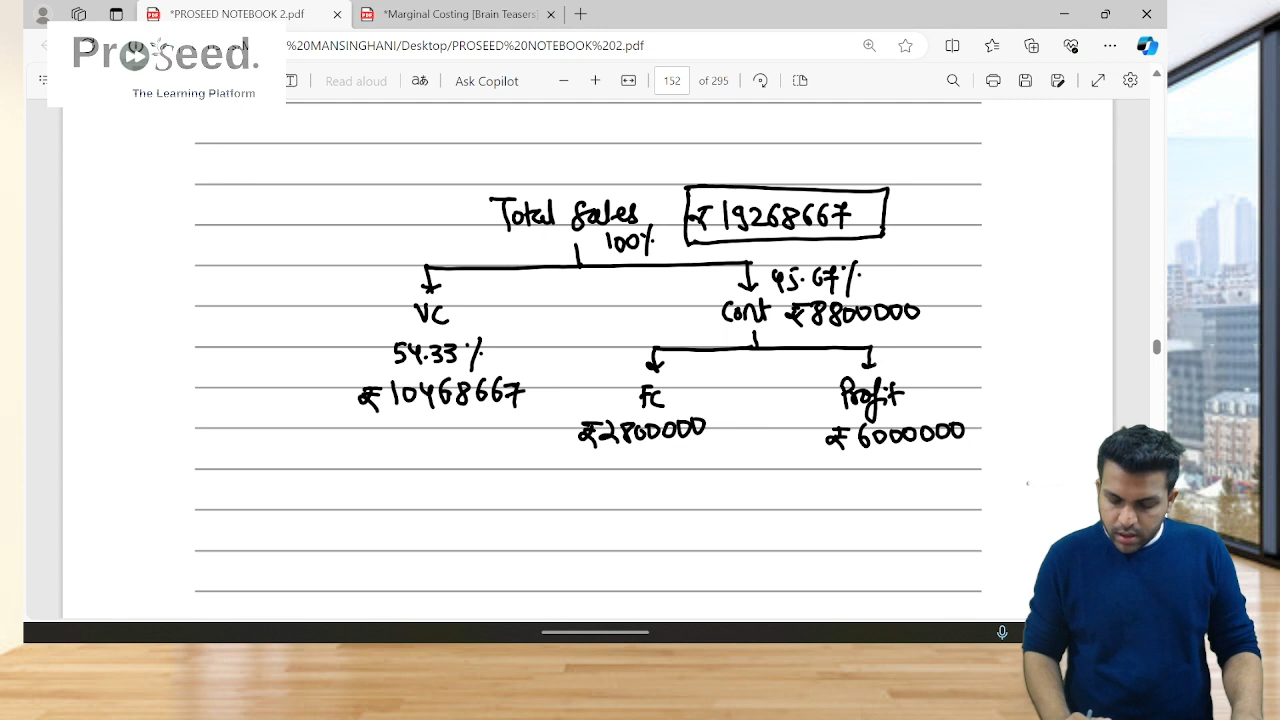 *PROSEED NOTEBOOK 2.pdf
*Marginal Costing [Brain Teasers]
%20MANSINGHANI/Desktop/PROSEED%20NOTEBOOK%202.pdf
Proseed.
The Learning Platform
Read aloud
aあ
Ask Copilot
152 of 295
Total Sales ₹19268667
100%
45.67%
VC
Cont ₹8800000
54.33%
₹10468667
FC
Profit
₹2800000
₹6000000